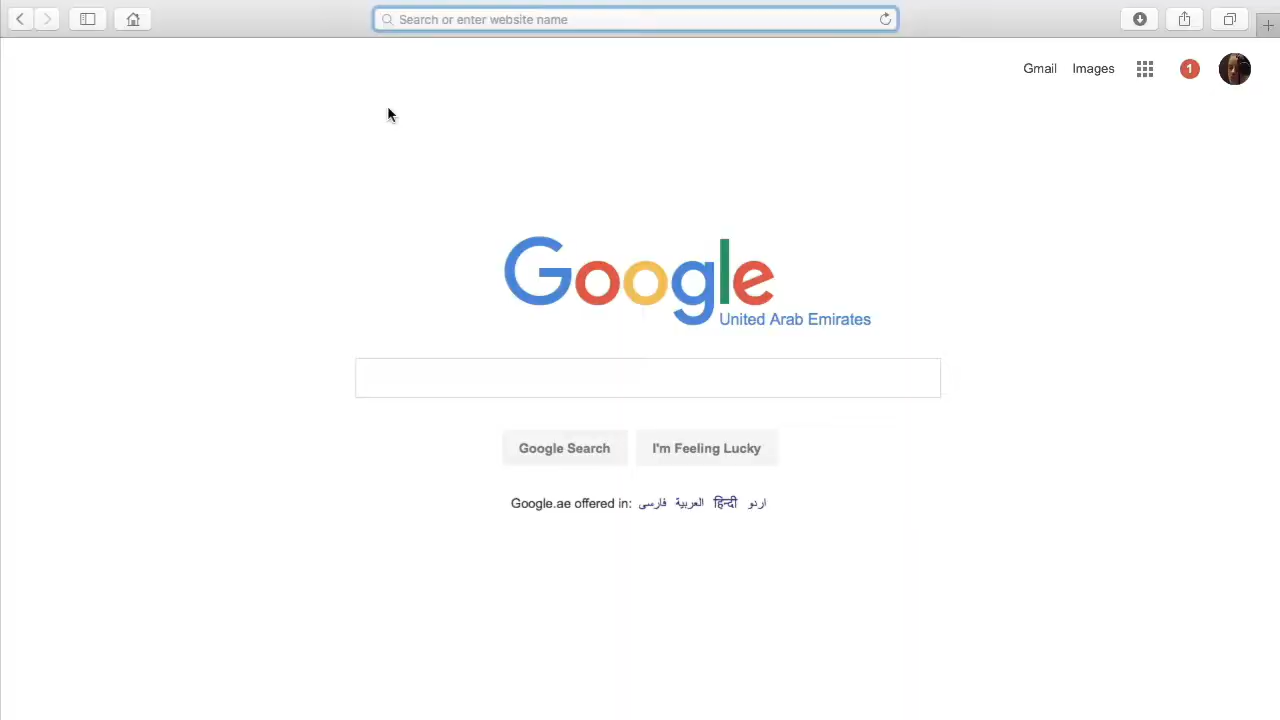 Search or enter website name
Gmail Images 1
Google
United Arab Emirates
Google Search I'm Feeling Lucky
Google.ae offered in: فارسی العربية हिन्दी اردو